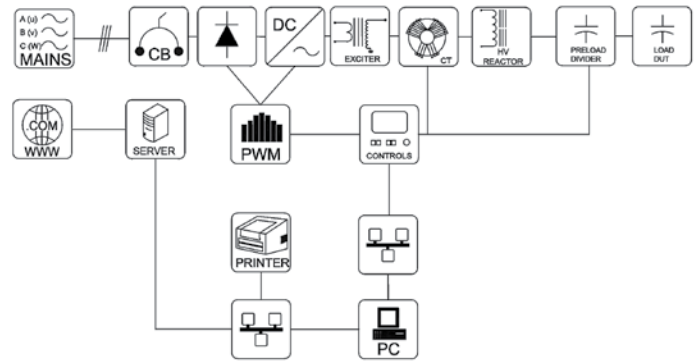 A (u)
B (v)
C (W)
MAINS
CB
DC
EXCITER
CT
HV
REACTOR
PRELOAD
DIVIDER
LOAD
DUT
.COM
WWW
SERVER
PWM
CONTROLS
PRINTER
PC